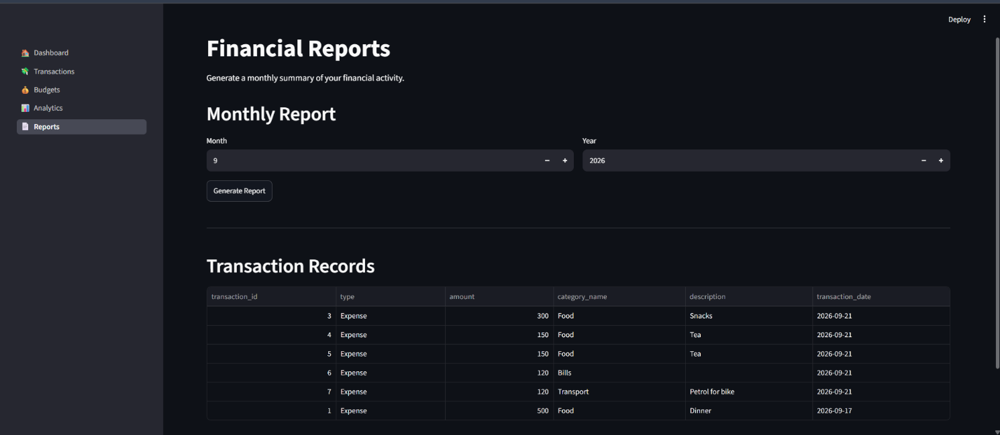 Deploy
Dashboard
Transactions
Budgets
Analytics
Reports
Financial Reports
Generate a monthly summary of your financial activity.
Monthly Report
Month Year
9 − + 2026 − +
Generate Report
Transaction Records
transaction_id type amount category_name description transaction_date
3 Expense 300 Food Snacks 2026-09-21
4 Expense 150 Food Tea 2026-09-21
5 Expense 150 Food Tea 2026-09-21
6 Expense 120 Bills 2026-09-21
7 Expense 120 Transport Petrol for bike 2026-09-21
1 Expense 500 Food Dinner 2026-09-17